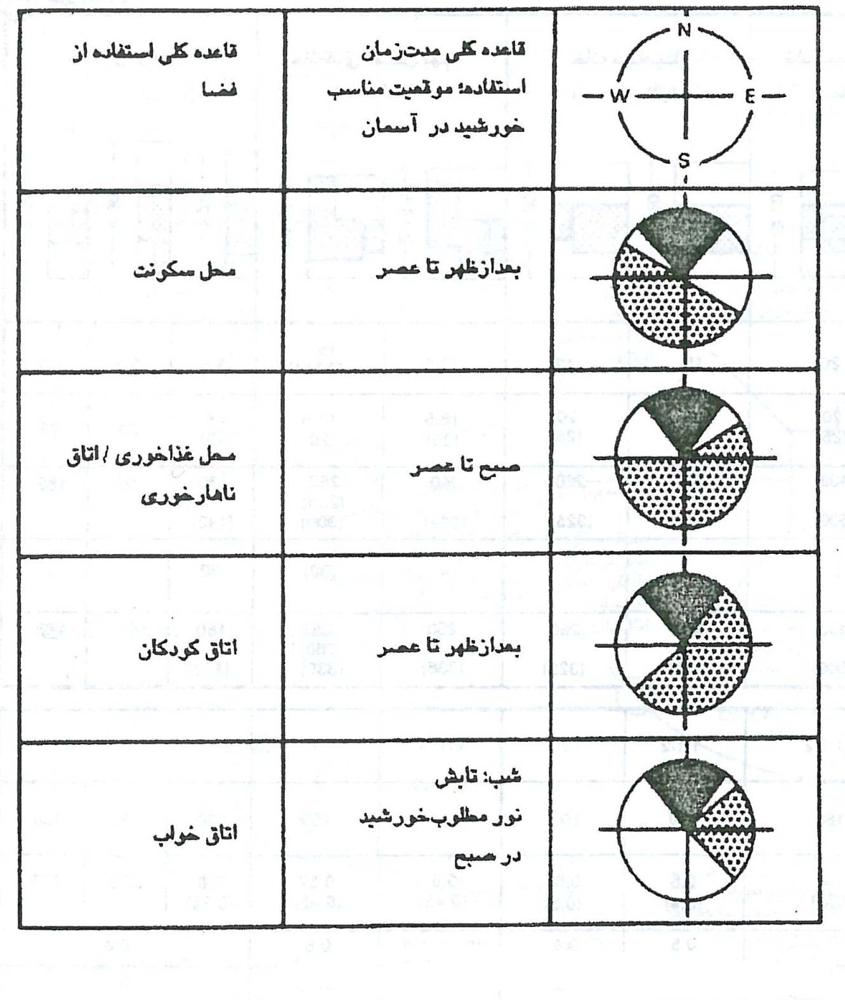 N
W E
S
قاعده کلی مدت‌زمان
استفاده؛ موقعیت مناسب
خورشید در آسمان
قاعده کلی استفاده از
فضا
بعدازظهر تا عصر
محل سکونت
صبح تا عصر
محل غذاخوری / اتاق
ناهارخوری
بعدازظهر تا عصر
اتاق کودکان
شب: تابش
نور مطلوب‌خورشید
در صبح
اتاق خواب